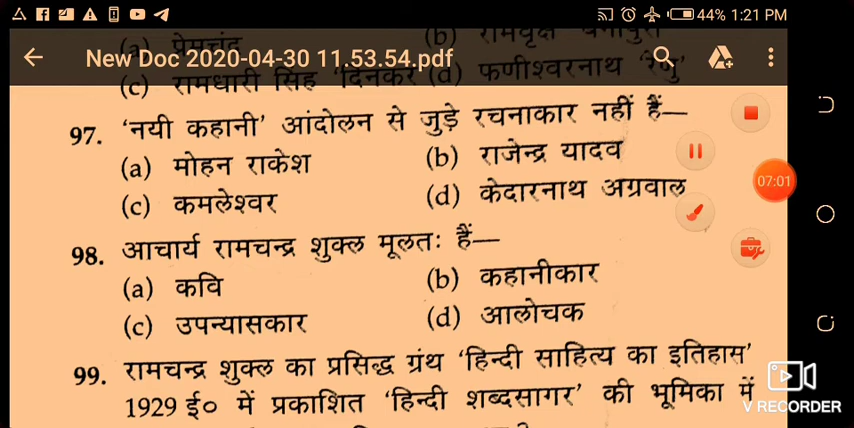 44% 1:21 PM
(a) प्रेमचंद (b) रामवृक्ष बेनीपुरी
New Doc 2020-04-30 11.53.54.pdf
(c) रामधारी सिंह 'दिनकर' (d) फणीश्वरनाथ 'रेणु'
97. 'नयी कहानी' आंदोलन से जुड़े रचनाकार नहीं हैं—
(a) मोहन राकेश (b) राजेन्द्र यादव
(c) कमलेश्वर (d) केदारनाथ अग्रवाल
07:01
98. आचार्य रामचन्द्र शुक्ल मूलतः हैं—
(a) कवि (b) कहानीकार
(c) उपन्यासकार (d) आलोचक
99. रामचन्द्र शुक्ल का प्रसिद्ध ग्रंथ 'हिन्दी साहित्य का इतिहास'
1929 ई० में प्रकाशित 'हिन्दी शब्दसागर' की भूमिका में
V RECORDER